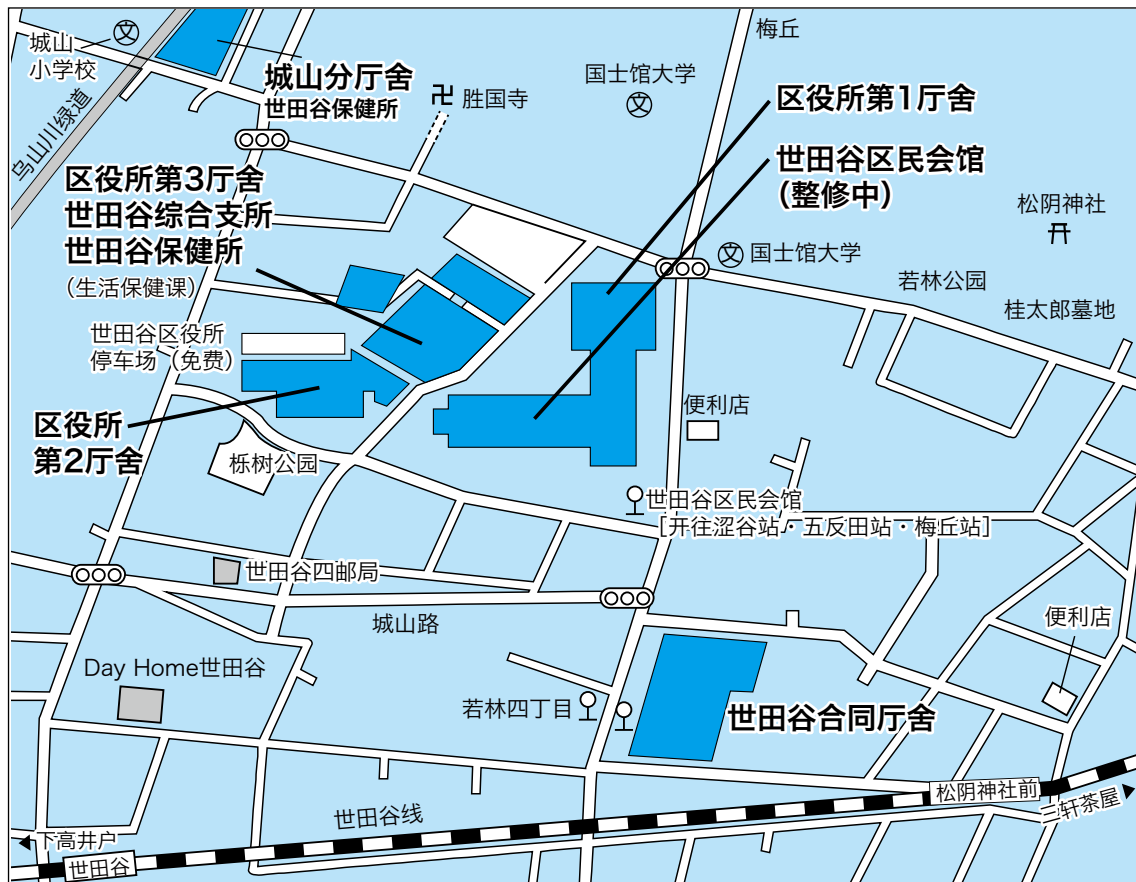 城山
小学校
文
乌山川绿道
城山分厅舍
世田谷保健所
卍 胜国寺
国士馆大学
文
梅丘
区役所第1厅舍
世田谷区民会馆
(整修中)
区役所第3厅舍
世田谷综合支所
世田谷保健所
(生活保健课)
松阴神社
文 国士馆大学
若林公园
桂太郎墓地
世田谷区役所
停车场（免费）
区役所
第2厅舍
栎树公园
便利店
世田谷区民会馆
[开往涩谷站・五反田站・梅丘站]
世田谷四邮局
城山路
便利店
Day Home世田谷
若林四丁目
世田谷合同厅舍
松阴神社前
三轩茶屋
世田谷线
下高井户
世田谷